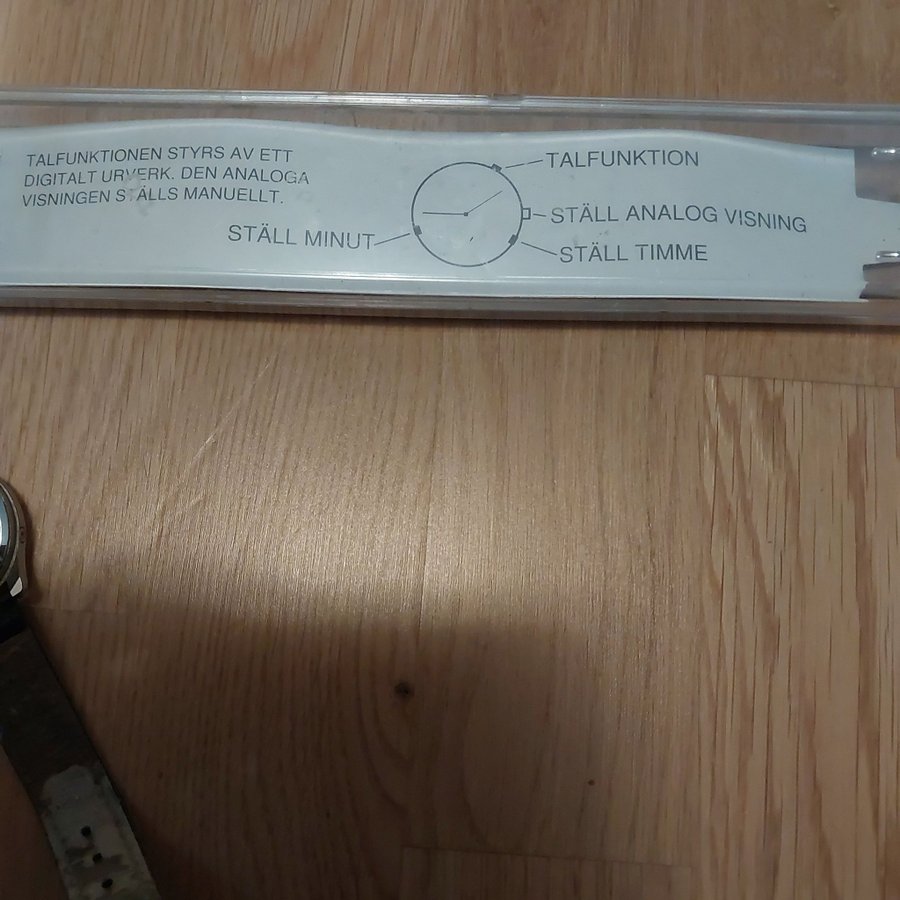 TALFUNKTIONEN STYRS AV ETT
DIGITALT URVERK. DEN ANALOGA
VISNINGEN STÄLLS MANUELLT.
TALFUNKTION
STÄLL ANALOG VISNING
STÄLL MINUT
STÄLL TIMME